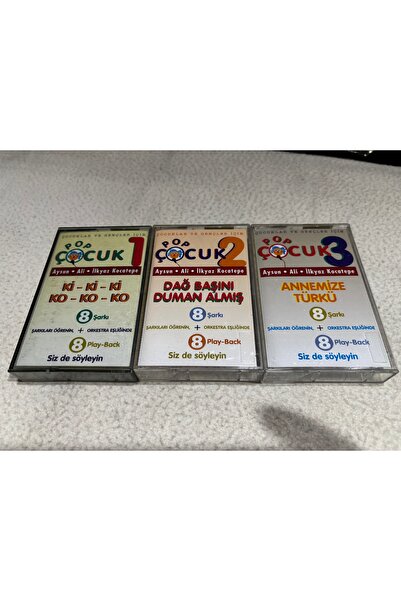 ÇOCUKLAR VE GENÇLER İÇİN
POP
ÇOCUK 1
Aysun • Ali • İlkyaz Kocatepe
Kİ - Kİ - Kİ
KO - KO - KO
8 Şarkı
ŞARKILARI ÖĞRENİN, + ORKESTRA EŞLİĞİNDE
8 Play-Back
Siz de söyleyin
ÇOCUKLAR VE GENÇLER İÇİN
POP
ÇOCUK 2
Aysun • Ali • İlkyaz Kocatepe
DAĞ BAŞINI
DUMAN ALMIŞ
8 Şarkı
ŞARKILARI ÖĞRENİN, + ORKESTRA EŞLİĞİNDE
8 Play-Back
Siz de söyleyin
ÇOCUKLAR VE GENÇLER İÇİN
POP
ÇOCUK 3
Aysun • Ali • İlkyaz Kocatepe
ANNEMİZE
TÜRKÜ
8 Şarkı
ŞARKILARI ÖĞRENİN, + ORKESTRA EŞLİĞİNDE
8 Play-Back
Siz de söyleyin